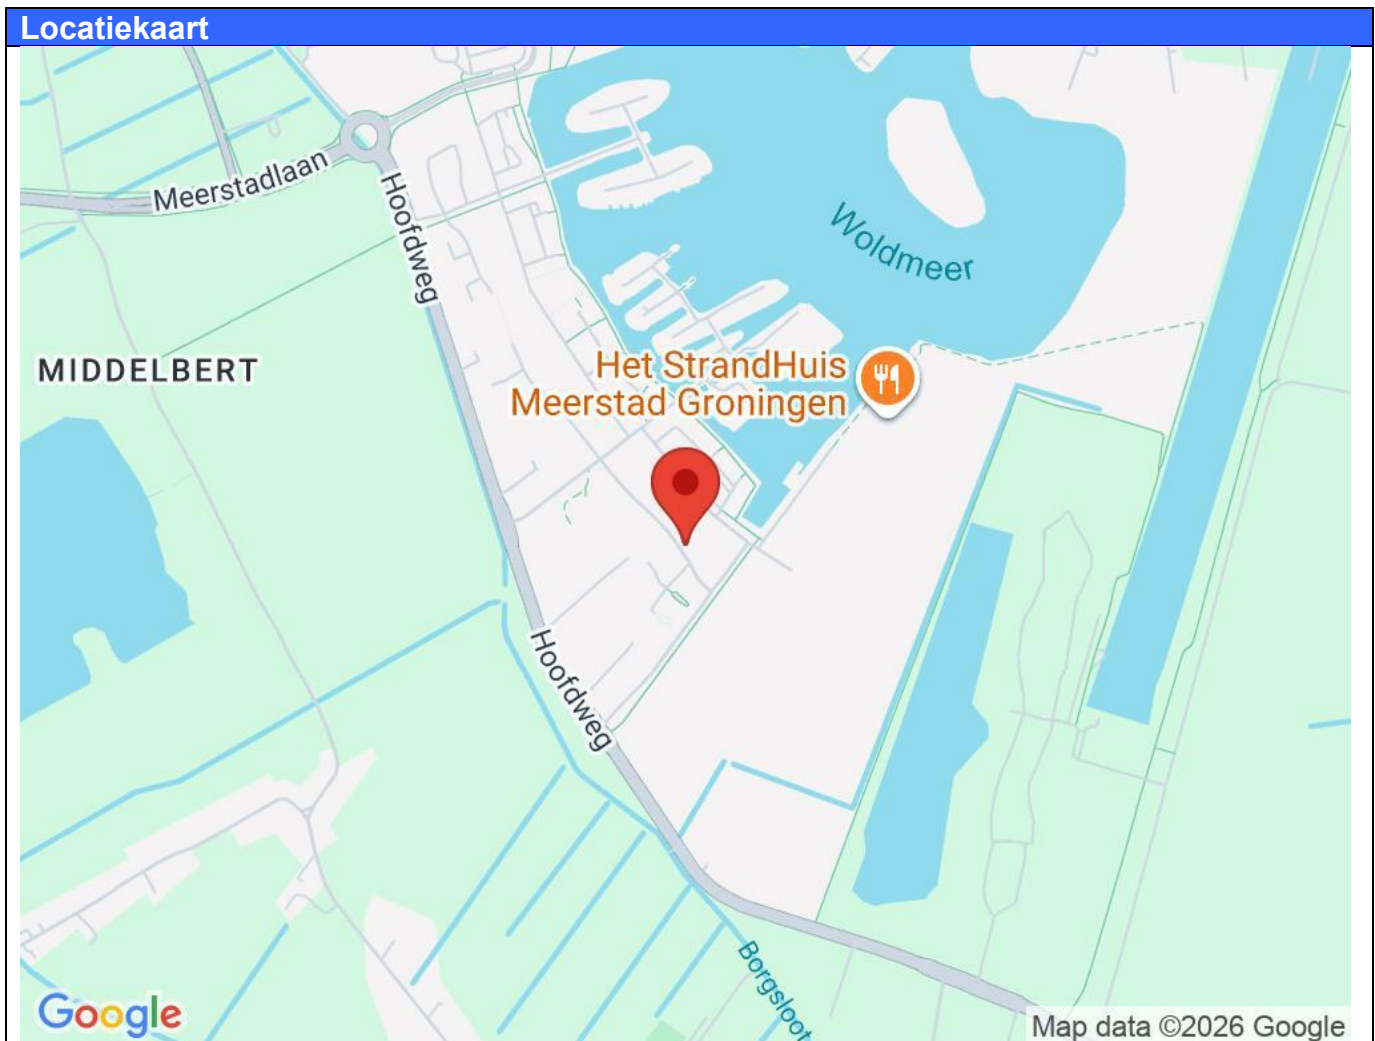 Locatiekaart
Meerstadlaan
Hoofdweg
Woldmeer
MIDDELBERT
Het StrandHuis
Meerstad Groningen
Hoofdweg
Borgsloot
Google
Map data ©2026 Google